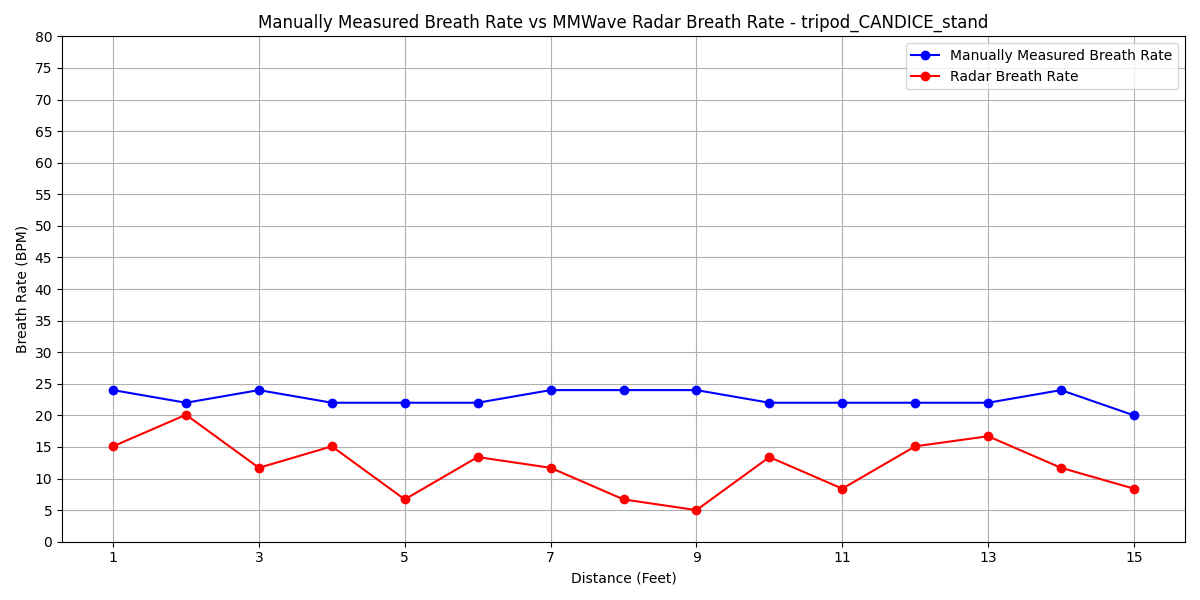 Manually Measured Breath Rate vs MMWave Radar Breath Rate - tripod_CANDICE_stand
Manually Measured Breath Rate
Radar Breath Rate
Breath Rate (BPM)
80
75
70
65
60
55
50
45
40
35
30
25
20
15
10
5
0
1 3 5 7 9 11 13 15
Distance (Feet)